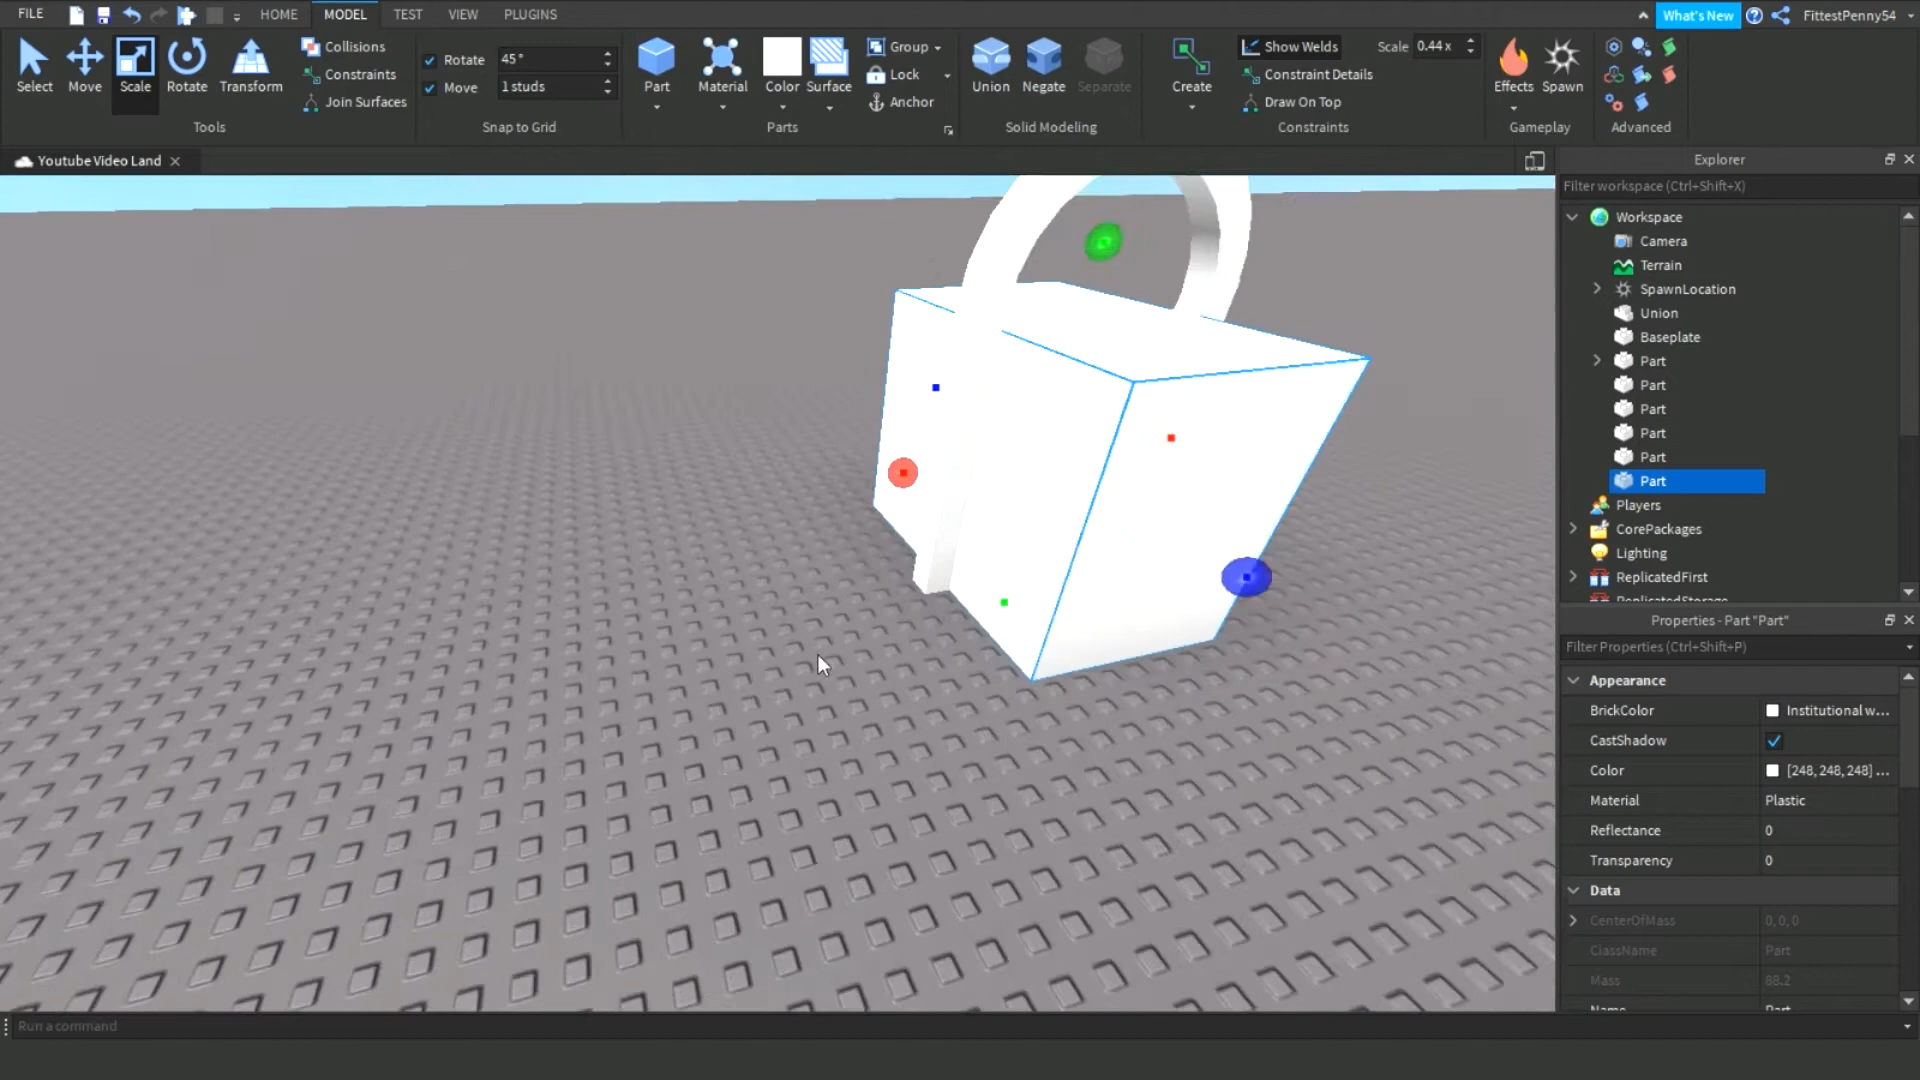 FILE
HOME
MODEL
TEST
VIEW
PLUGINS
What's New
FittestPenny54
Select
Move
Scale
Rotate
Transform
Collisions
Constraints
Join Surfaces
Tools
Rotate
45°
Move
1 studs
Snap to Grid
Part
Material
Color
Surface
Group
Lock
Anchor
Parts
Union
Negate
Separate
Solid Modeling
Create
Show Welds
Scale 0.44 x
Constraint Details
Draw On Top
Constraints
Effects
Spawn
Gameplay
Advanced
Youtube Video Land
Explorer
Filter workspace (Ctrl+Shift+X)
Workspace
Camera
Terrain
SpawnLocation
Union
Baseplate
Part
Part
Part
Part
Part
Part
Players
CorePackages
Lighting
ReplicatedFirst
ReplicatedStorage
Properties - Part "Part"
Filter Properties (Ctrl+Shift+P)
Appearance
BrickColor
Institutional w...
CastShadow
Color
[248, 248, 248] ...
Material
Plastic
Reflectance
0
Transparency
0
Data
CenterOfMass
0, 0, 0
ClassName
Part
Mass
88.2
Name
Part
Run a command